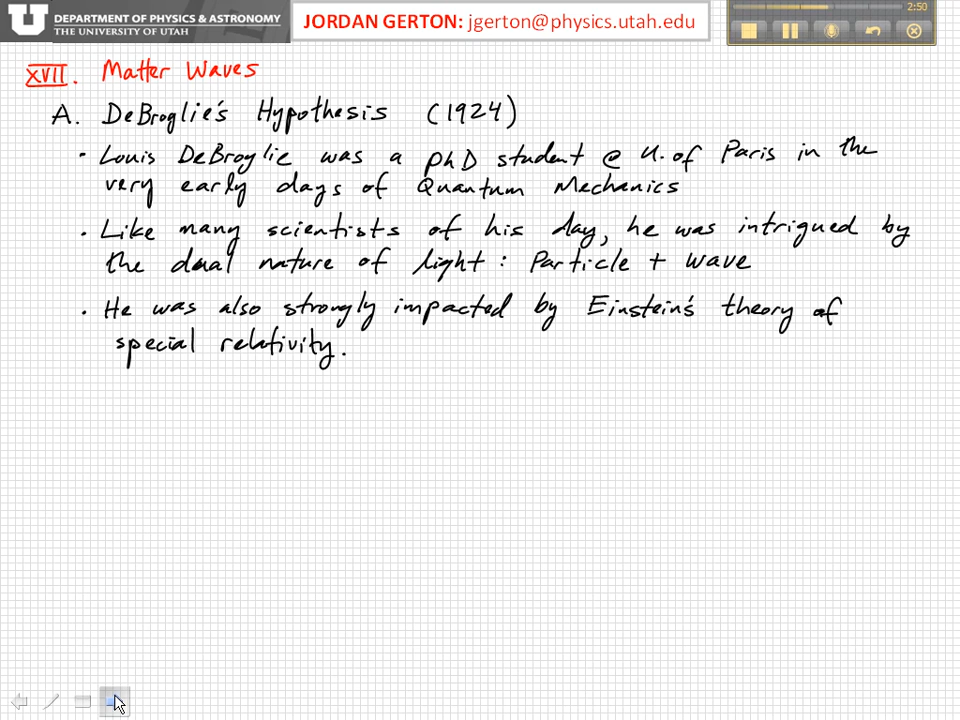 U
DEPARTMENT OF PHYSICS & ASTRONOMY
THE UNIVERSITY OF UTAH
JORDAN GERTON: jgerton@physics.utah.edu
2:50
XVII. Matter Waves
A. DeBroglie's Hypothesis (1924)
• Louis DeBroglie was a PhD student @ U. of Paris in the
very early days of Quantum Mechanics
• Like many scientists of his day, he was intrigued by
the dual nature of light: Particle + wave
• He was also strongly impacted by Einstein's theory of
special relativity.